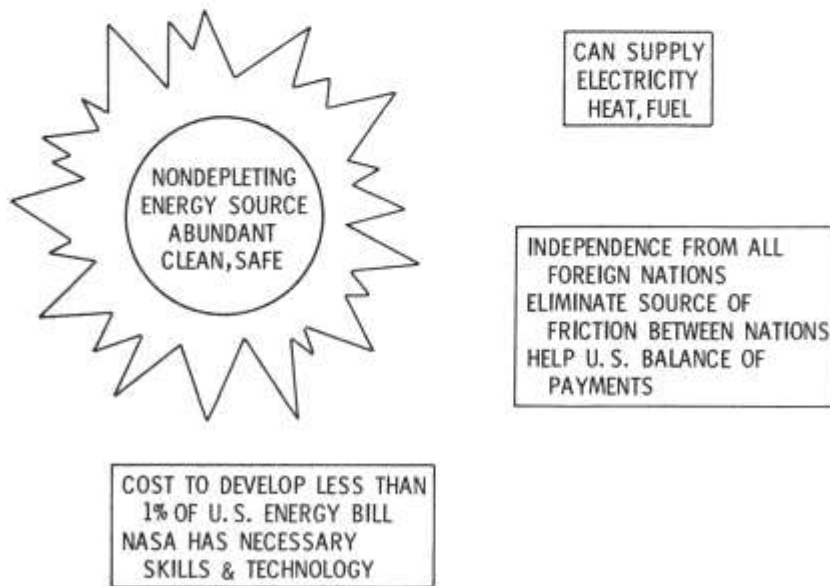 NONDEPLETING
ENERGY SOURCE
ABUNDANT
CLEAN, SAFE
CAN SUPPLY
ELECTRICITY
HEAT, FUEL
INDEPENDENCE FROM ALL
FOREIGN NATIONS
ELIMINATE SOURCE OF
FRICTION BETWEEN NATIONS
HELP U.S. BALANCE OF
PAYMENTS
COST TO DEVELOP LESS THAN
1% OF U.S. ENERGY BILL
NASA HAS NECESSARY
SKILLS & TECHNOLOGY